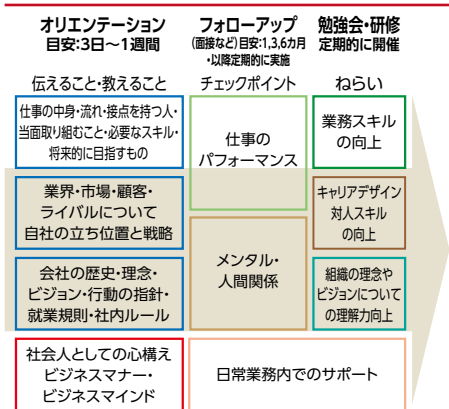 オリエンテーション
目安:3日～1週間
フォローアップ
(面接など)目安:1,3,6カ月
・以降定期的に実施
勉強会・研修
定期的に開催
伝えること・教えること
チェックポイント
ねらい
仕事の中身・流れ・接点を持つ人・
当面取り組むこと・必要なスキル・
将来的に目指すもの
仕事の
パフォーマンス
業務スキル
の向上
業界・市場・顧客・
ライバルについて
自社の立ち位置と戦略
キャリアデザイン
対人スキル
の向上
メンタル・
人間関係
会社の歴史・理念・
ビジョン・行動の指針・
就業規則・社内ルール
組織の理念や
ビジョンについて
の理解力向上
社会人としての心構え
ビジネスマナー・
ビジネスマインド
日常業務内でのサポート